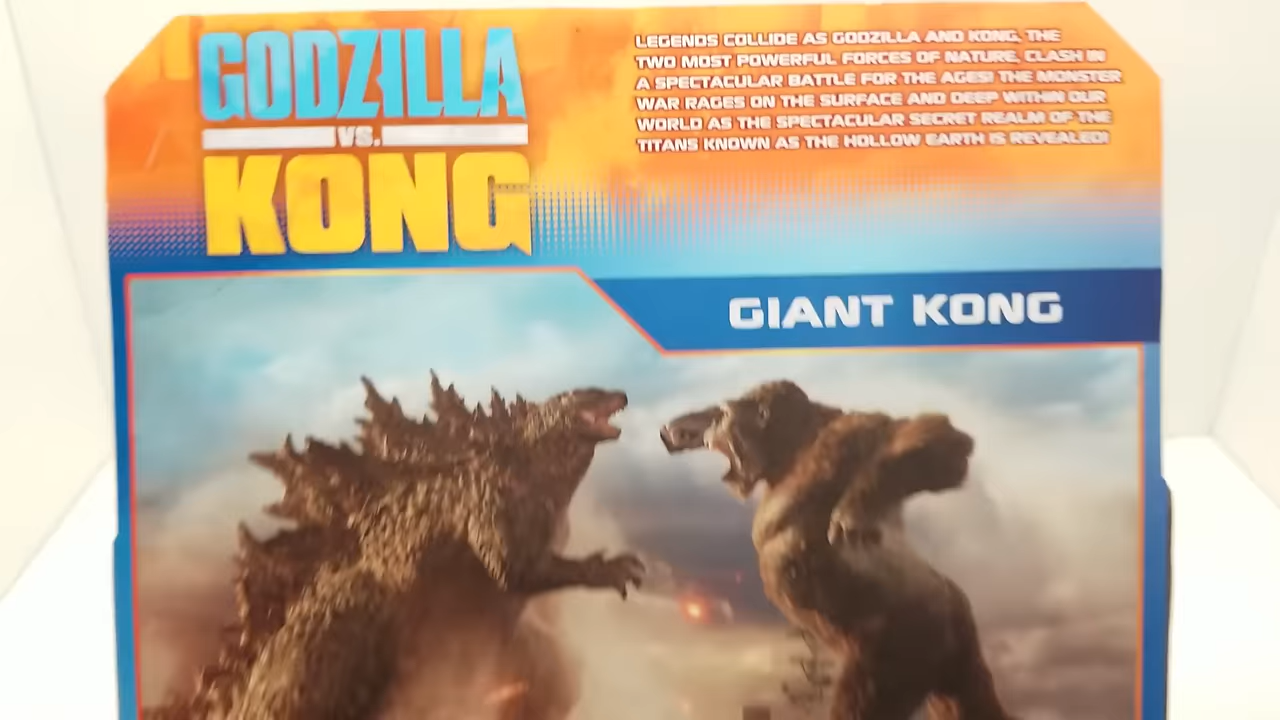 GODZILLA
VS.
KONG
LEGENDS COLLIDE AS GODZILLA AND KONG, THE
TWO MOST POWERFUL FORCES OF NATURE, CLASH IN
A SPECTACULAR BATTLE FOR THE AGES! THE MONSTER
WAR RAGES ON THE SURFACE AND DEEP WITHIN OUR
WORLD AS THE SPECTACULAR SECRET REALM OF THE
TITANS KNOWN AS THE HOLLOW EARTH IS REVEALED!
GIANT KONG